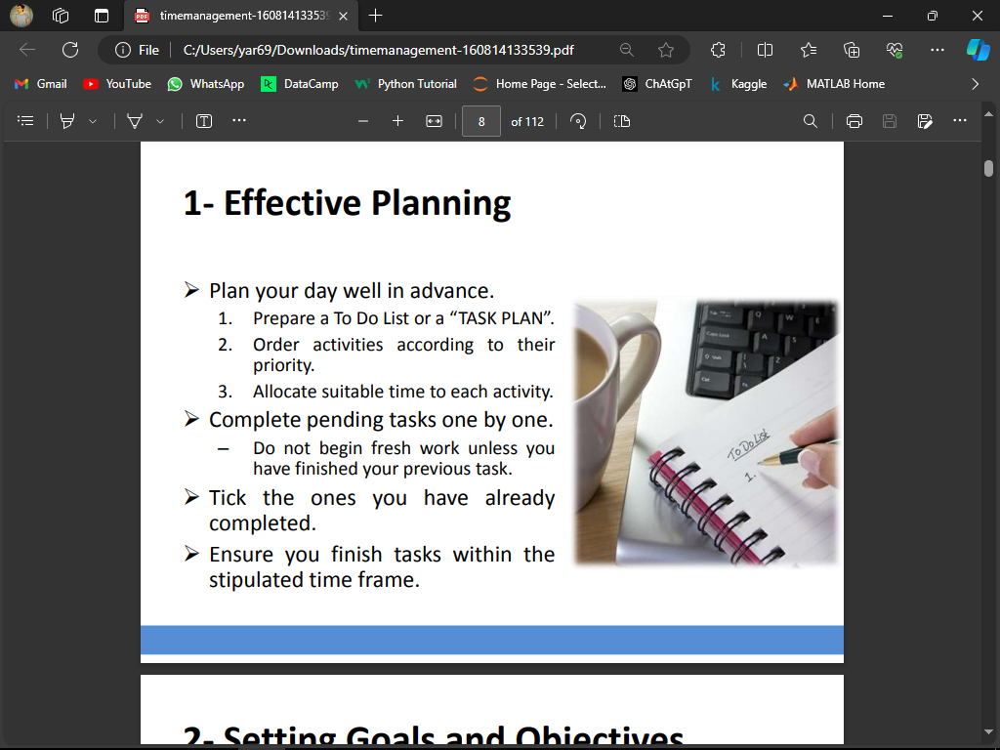 timemanagement-16081413353
File
C:/Users/yar69/Downloads/timemanagement-160814133539.pdf
Gmail
YouTube
WhatsApp
DataCamp
Python Tutorial
Home Page - Select...
ChAtGpT
Kaggle
MATLAB Home
8
of 112
1- Effective Planning
➢ Plan your day well in advance.
1. Prepare a To Do List or a “TASK PLAN”.
2. Order activities according to their
priority.
3. Allocate suitable time to each activity.
➢ Complete pending tasks one by one.
– Do not begin fresh work unless you
have finished your previous task.
➢ Tick the ones you have already
completed.
➢ Ensure you finish tasks within the
stipulated time frame.
To Do List
1.
2- Setting Goals and Objectives